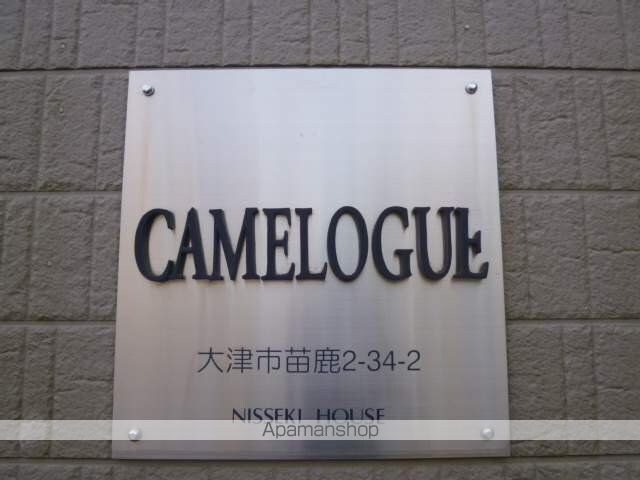 CAMELOGUE
大津市苗鹿2-34-2
NISSEKI HOUSE
Apamanshop